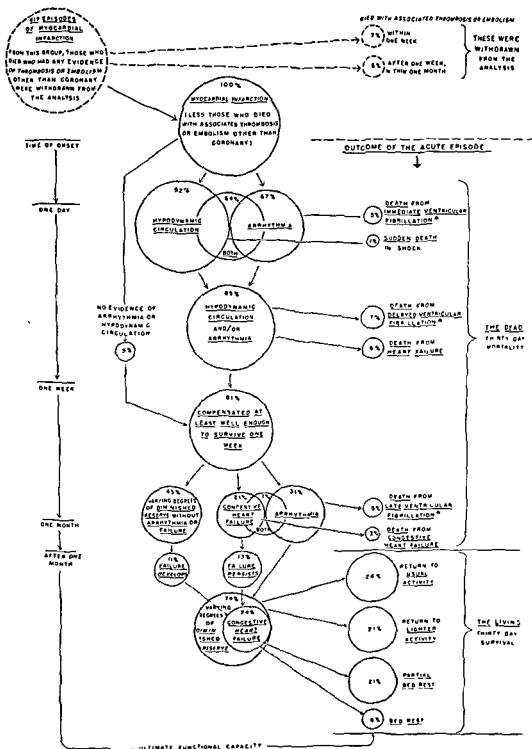 DIED WITH ASSOCIATED THROMBOSIS OR EMBOLISM
EPISODES
OF MYOCARDIAL
INFARCTION
FROM THIS GROUP, THOSE WHO
DIED WHO HAD ANY EVIDENCE
OF THROMBOSIS OR EMBOLISM
OTHER THAN CORONARY
WERE WITHDRAWN FROM
THE ANALYSIS
7%
WITHIN
ONE WEEK
AFTER ONE WEEK,
WITHIN ONE MONTH
THESE WERE
WITHDRAWN
FROM THE
ANALYSIS
100%
MYOCARDIAL INFARCTION
(LESS THOSE WHO DIED
WITH ASSOCIATED THROMBOSIS
OR EMBOLISM OTHER THAN
CORONARY)
TIME OF ONSET
OUTCOME OF THE ACUTE EPISODE
92%
64%
67%
HYPODYNAMIC
CIRCULATION
ARRHYTHMIA
BOTH
ONE DAY
5%
DEATH FROM
IMMEDIATE VENTRICULAR
FIBRILLATION*
1%
SUDDEN DEATH
IN SHOCK
HYPODYNAMIC
CIRCULATION
AND/OR
ARRHYTHMIA
NO EVIDENCE OF
ARRHYTHMIA OR
HYPODYNAMIC
CIRCULATION
5%
7%
DEATH FROM
DELAYED VENTRICULAR
FIBRILLATION*
6%
DEATH FROM
HEART FAILURE
THE DEAD
THIRTY DAY
MORTALITY
ONE WEEK
81%
COMPENSATED AT
LEAST WELL ENOUGH
TO SURVIVE ONE
WEEK
VARYING DEGREES
OF DIMINISHED
RESERVE WITHOUT
ARRHYTHMIA OR
FAILURE
21%
CONGESTIVE
HEART
FAILURE
BOTH
31%
ARRHYTHMIA
DEATH FROM
LATE VENTRICULAR
FIBRILLATION*
DEATH FROM
CONGESTIVE
HEART FAILURE
ONE MONTH
AFTER ONE
MONTH
11%
FAILURE
DEVELOPS
13%
FAILURE
PERSISTS
VARYING
DEGREES OF
DIMINISHED
RESERVE
24%
CONGESTIVE
HEART
FAILURE
26%
RETURN TO
USUAL
ACTIVITY
21%
RETURN TO
LIGHTER
ACTIVITY
21%
PARTIAL
BED REST
6%
BED REST
THE LIVING
THIRTY DAY
SURVIVAL
ULTIMATE FUNCTIONAL CAPACITY